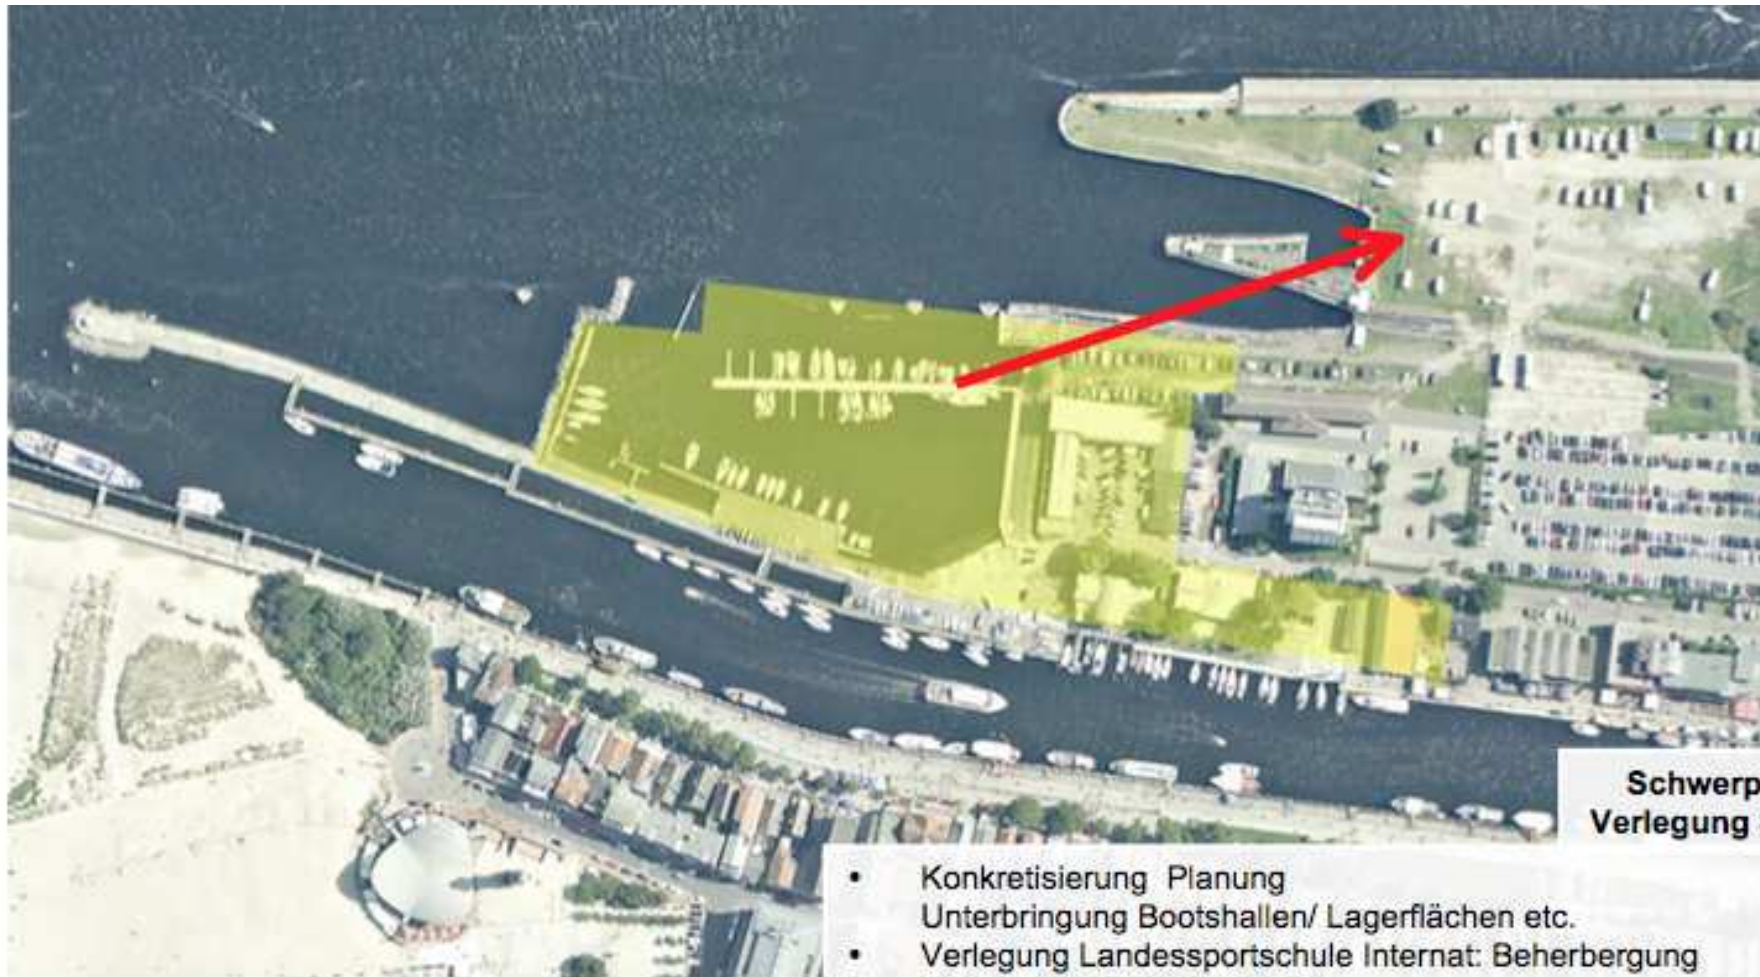 Schwerp
Verlegung
• Konkretisierung Planung
Unterbringung Bootshallen/ Lagerflächen etc.
• Verlegung Landessportschule Internat: Beherbergung